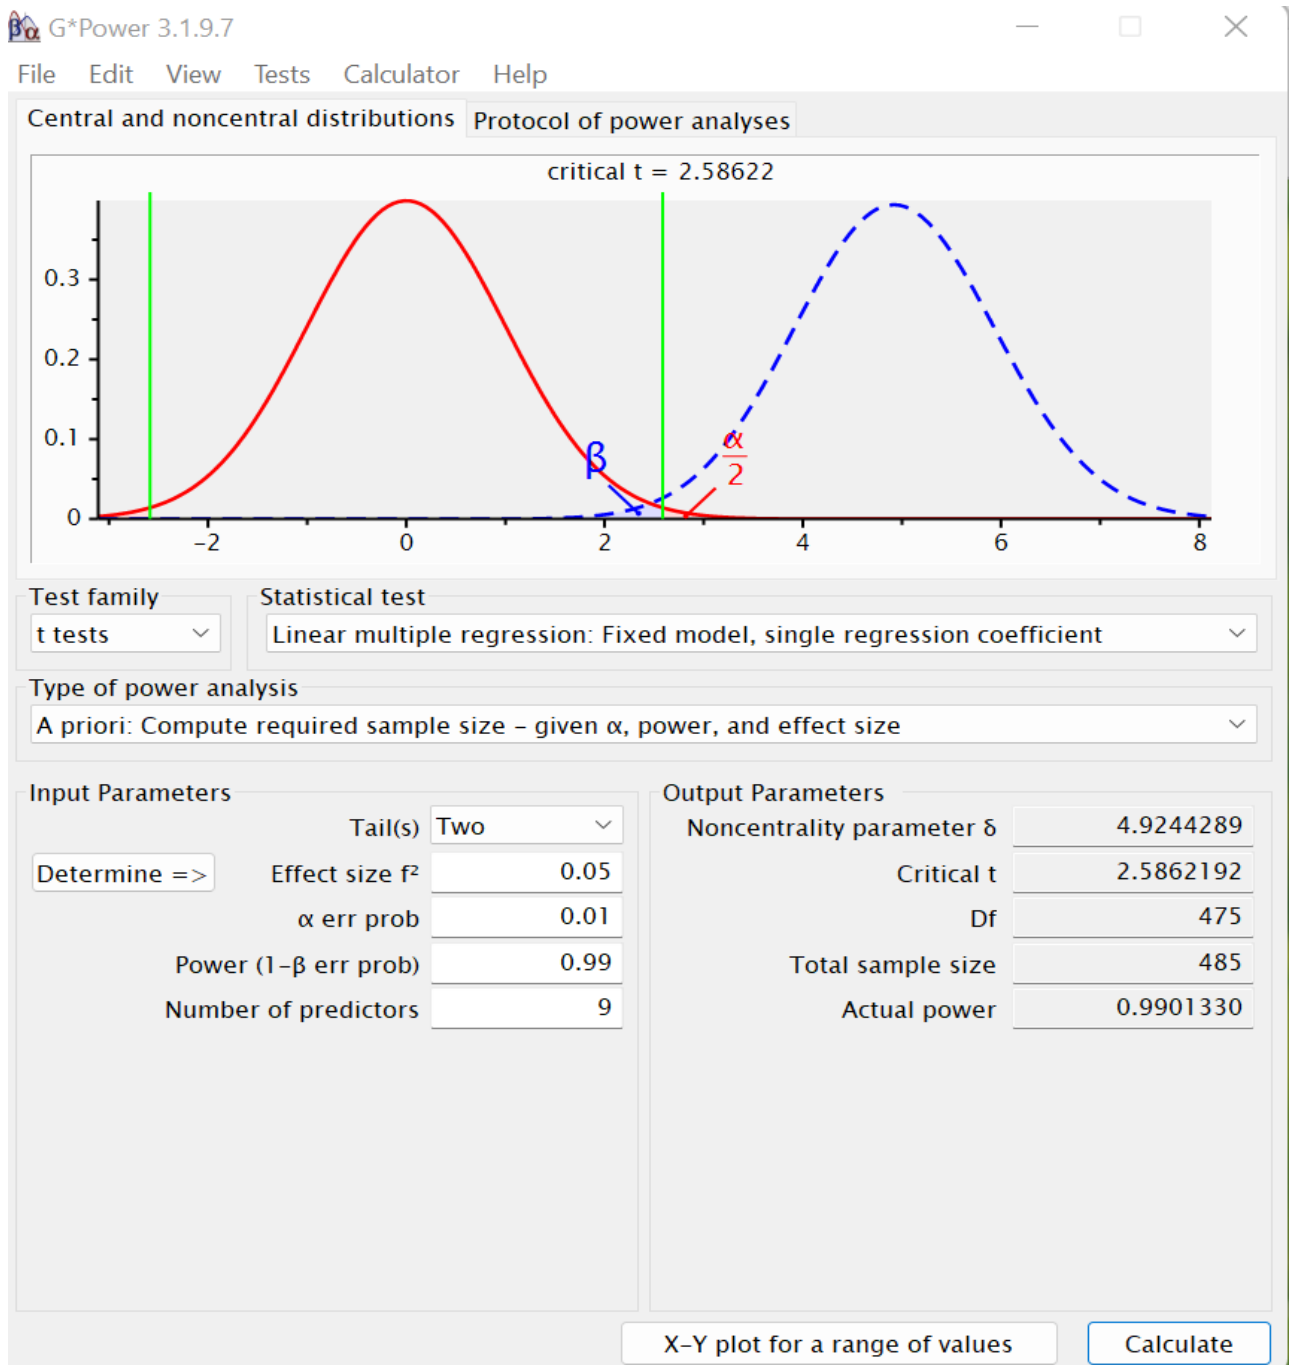 βα G*Power 3.1.9.7
File Edit View Tests Calculator Help
Central and noncentral distributions Protocol of power analyses
critical t = 2.58622
0.3
0.2
0.1
0
β
α
2
-2 0 2 4 6 8
Test family Statistical test
t tests Linear multiple regression: Fixed model, single regression coefficient
Type of power analysis
A priori: Compute required sample size – given α, power, and effect size
Input Parameters Output Parameters
Tail(s) Two Noncentrality parameter δ 4.9244289
Determine => Effect size f² 0.05 Critical t 2.5862192
α err prob 0.01 Df 475
Power (1-β err prob) 0.99 Total sample size 485
Number of predictors 9 Actual power 0.9901330
X-Y plot for a range of values Calculate